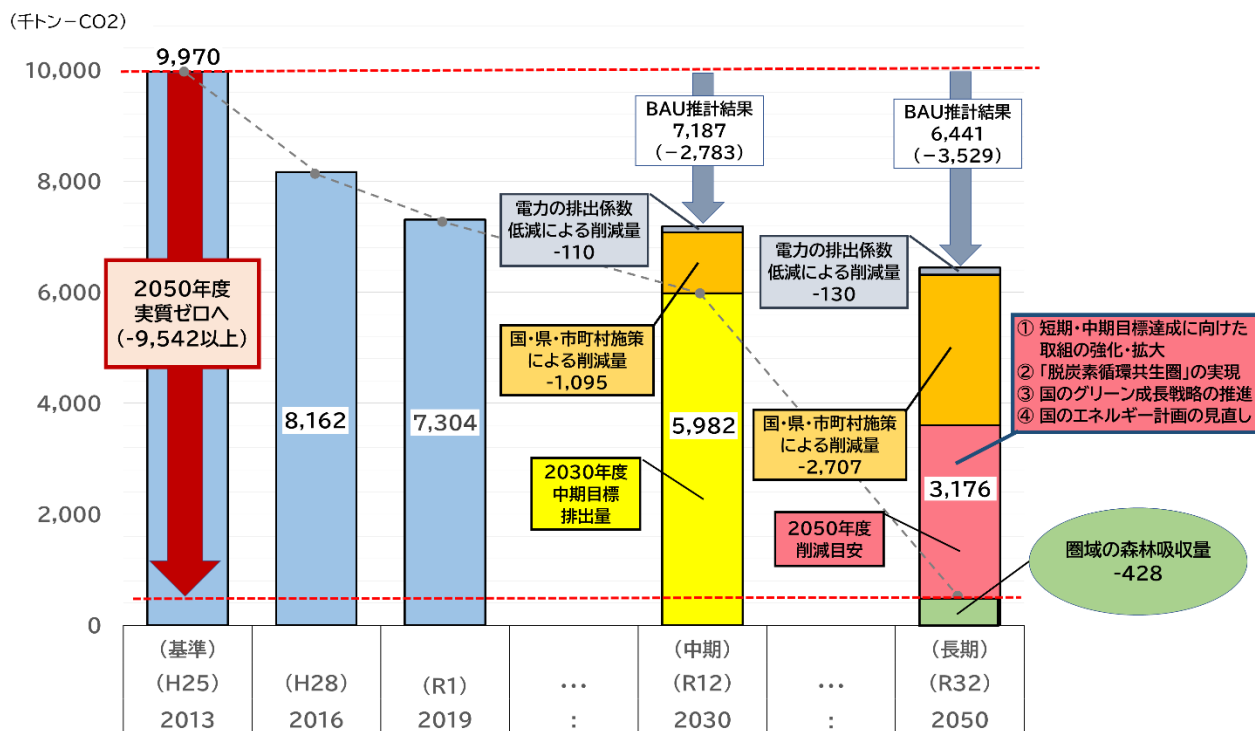 （千トン－CO2）
9,970
10,000
8,000
6,000
4,000
2,000
0
2050年度
実質ゼロへ
(-9,542以上)
8,162
7,304
BAU推計結果
7,187
（－2,783）
電力の排出係数
低減による削減量
-110
国・県・市町村施策
による削減量
-1,095
5,982
2030年度
中期目標
排出量
BAU推計結果
6,441
（－3,529）
電力の排出係数
低減による削減量
-130
国・県・市町村施策
による削減量
-2,707
① 短期・中期目標達成に向けた
取組の強化・拡大
② 「脱炭素循環共生圏」の実現
③ 国のグリーン成長戦略の推進
④ 国のエネルギー計画の見直し
3,176
2050年度
削減目安
圏域の森林吸収量
-428
（基準） （中期） （長期）
（H25） （H28） （R1） … （R12） … （R32）
2013 2016 2019 : 2030 : 2050